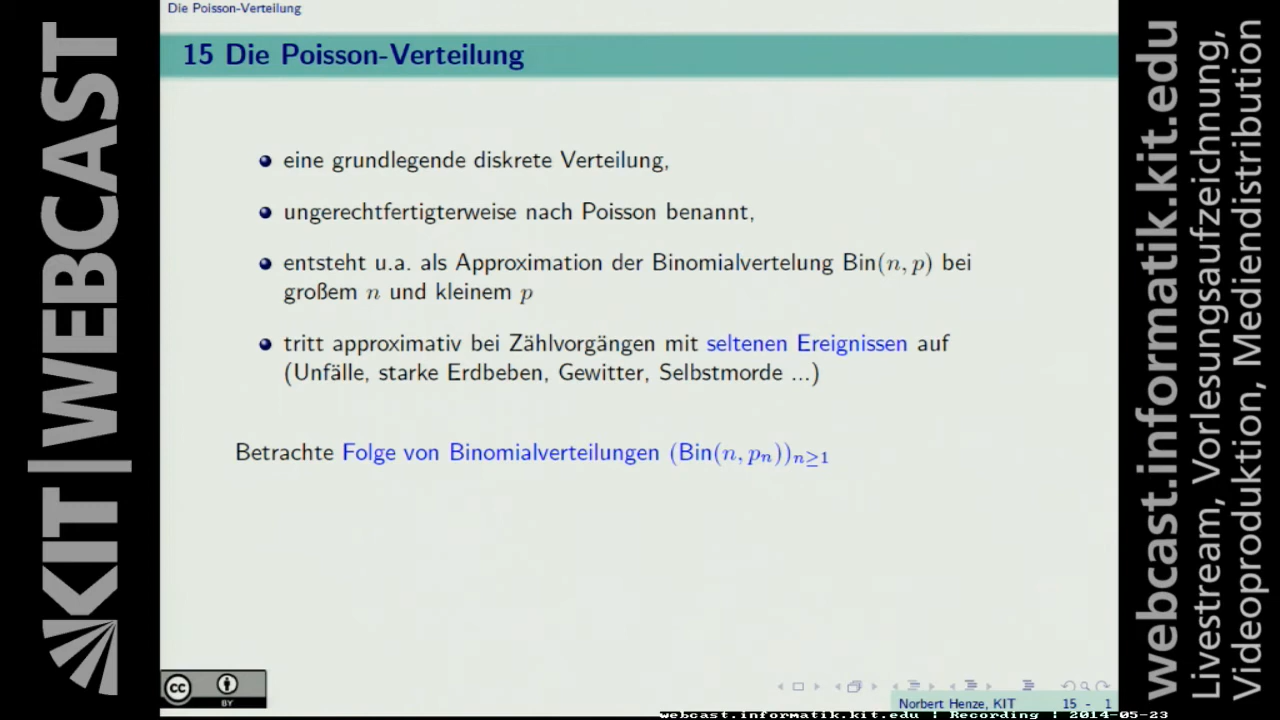 Die Poisson-Verteilung
15 Die Poisson-Verteilung
eine grundlegende diskrete Verteilung,
ungerechtfertigterweise nach Poisson benannt,
entsteht u.a. als Approximation der Binomialvertelung Bin(n, p) bei
großem n und kleinem p
tritt approximativ bei Zählvorgängen mit seltenen Ereignissen auf
(Unfälle, starke Erdbeben, Gewitter, Selbstmorde ...)
Betrachte Folge von Binomialverteilungen (Bin(n, pₙ))ₙ≥₁
Norbert Henze, KIT 15 - 1
webcast.informatik.kit.edu | Recording | 2014-05-23
cc BY
KIT|WEBCAST
webcast.informatik.kit.edu
Livestream, Vorlesungsaufzeichnung,
Videoproduktion, Mediendistribution